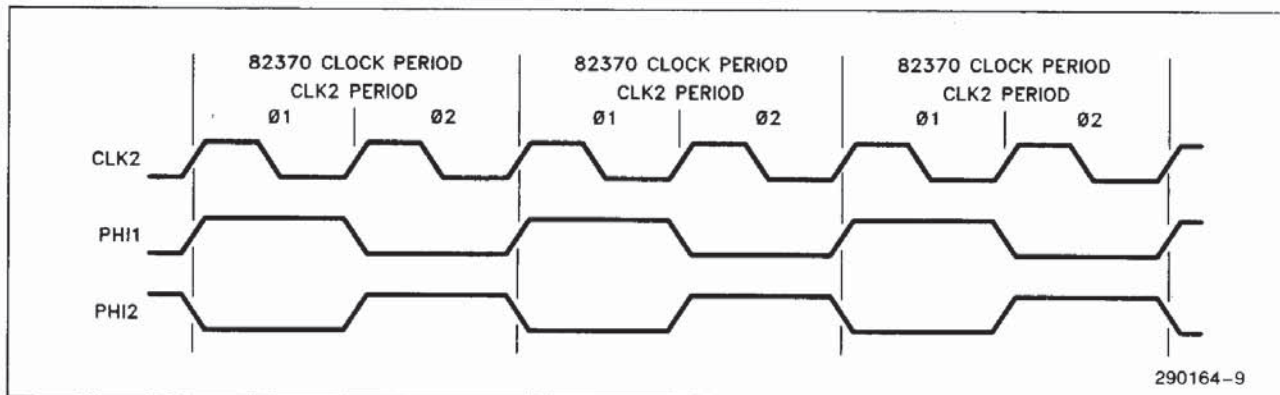 82370 CLOCK PERIOD 82370 CLOCK PERIOD 82370 CLOCK PERIOD
CLK2 PERIOD CLK2 PERIOD CLK2 PERIOD
Ø1 Ø2 Ø1 Ø2 Ø1 Ø2
CLK2
PHI1
PHI2
290164-9